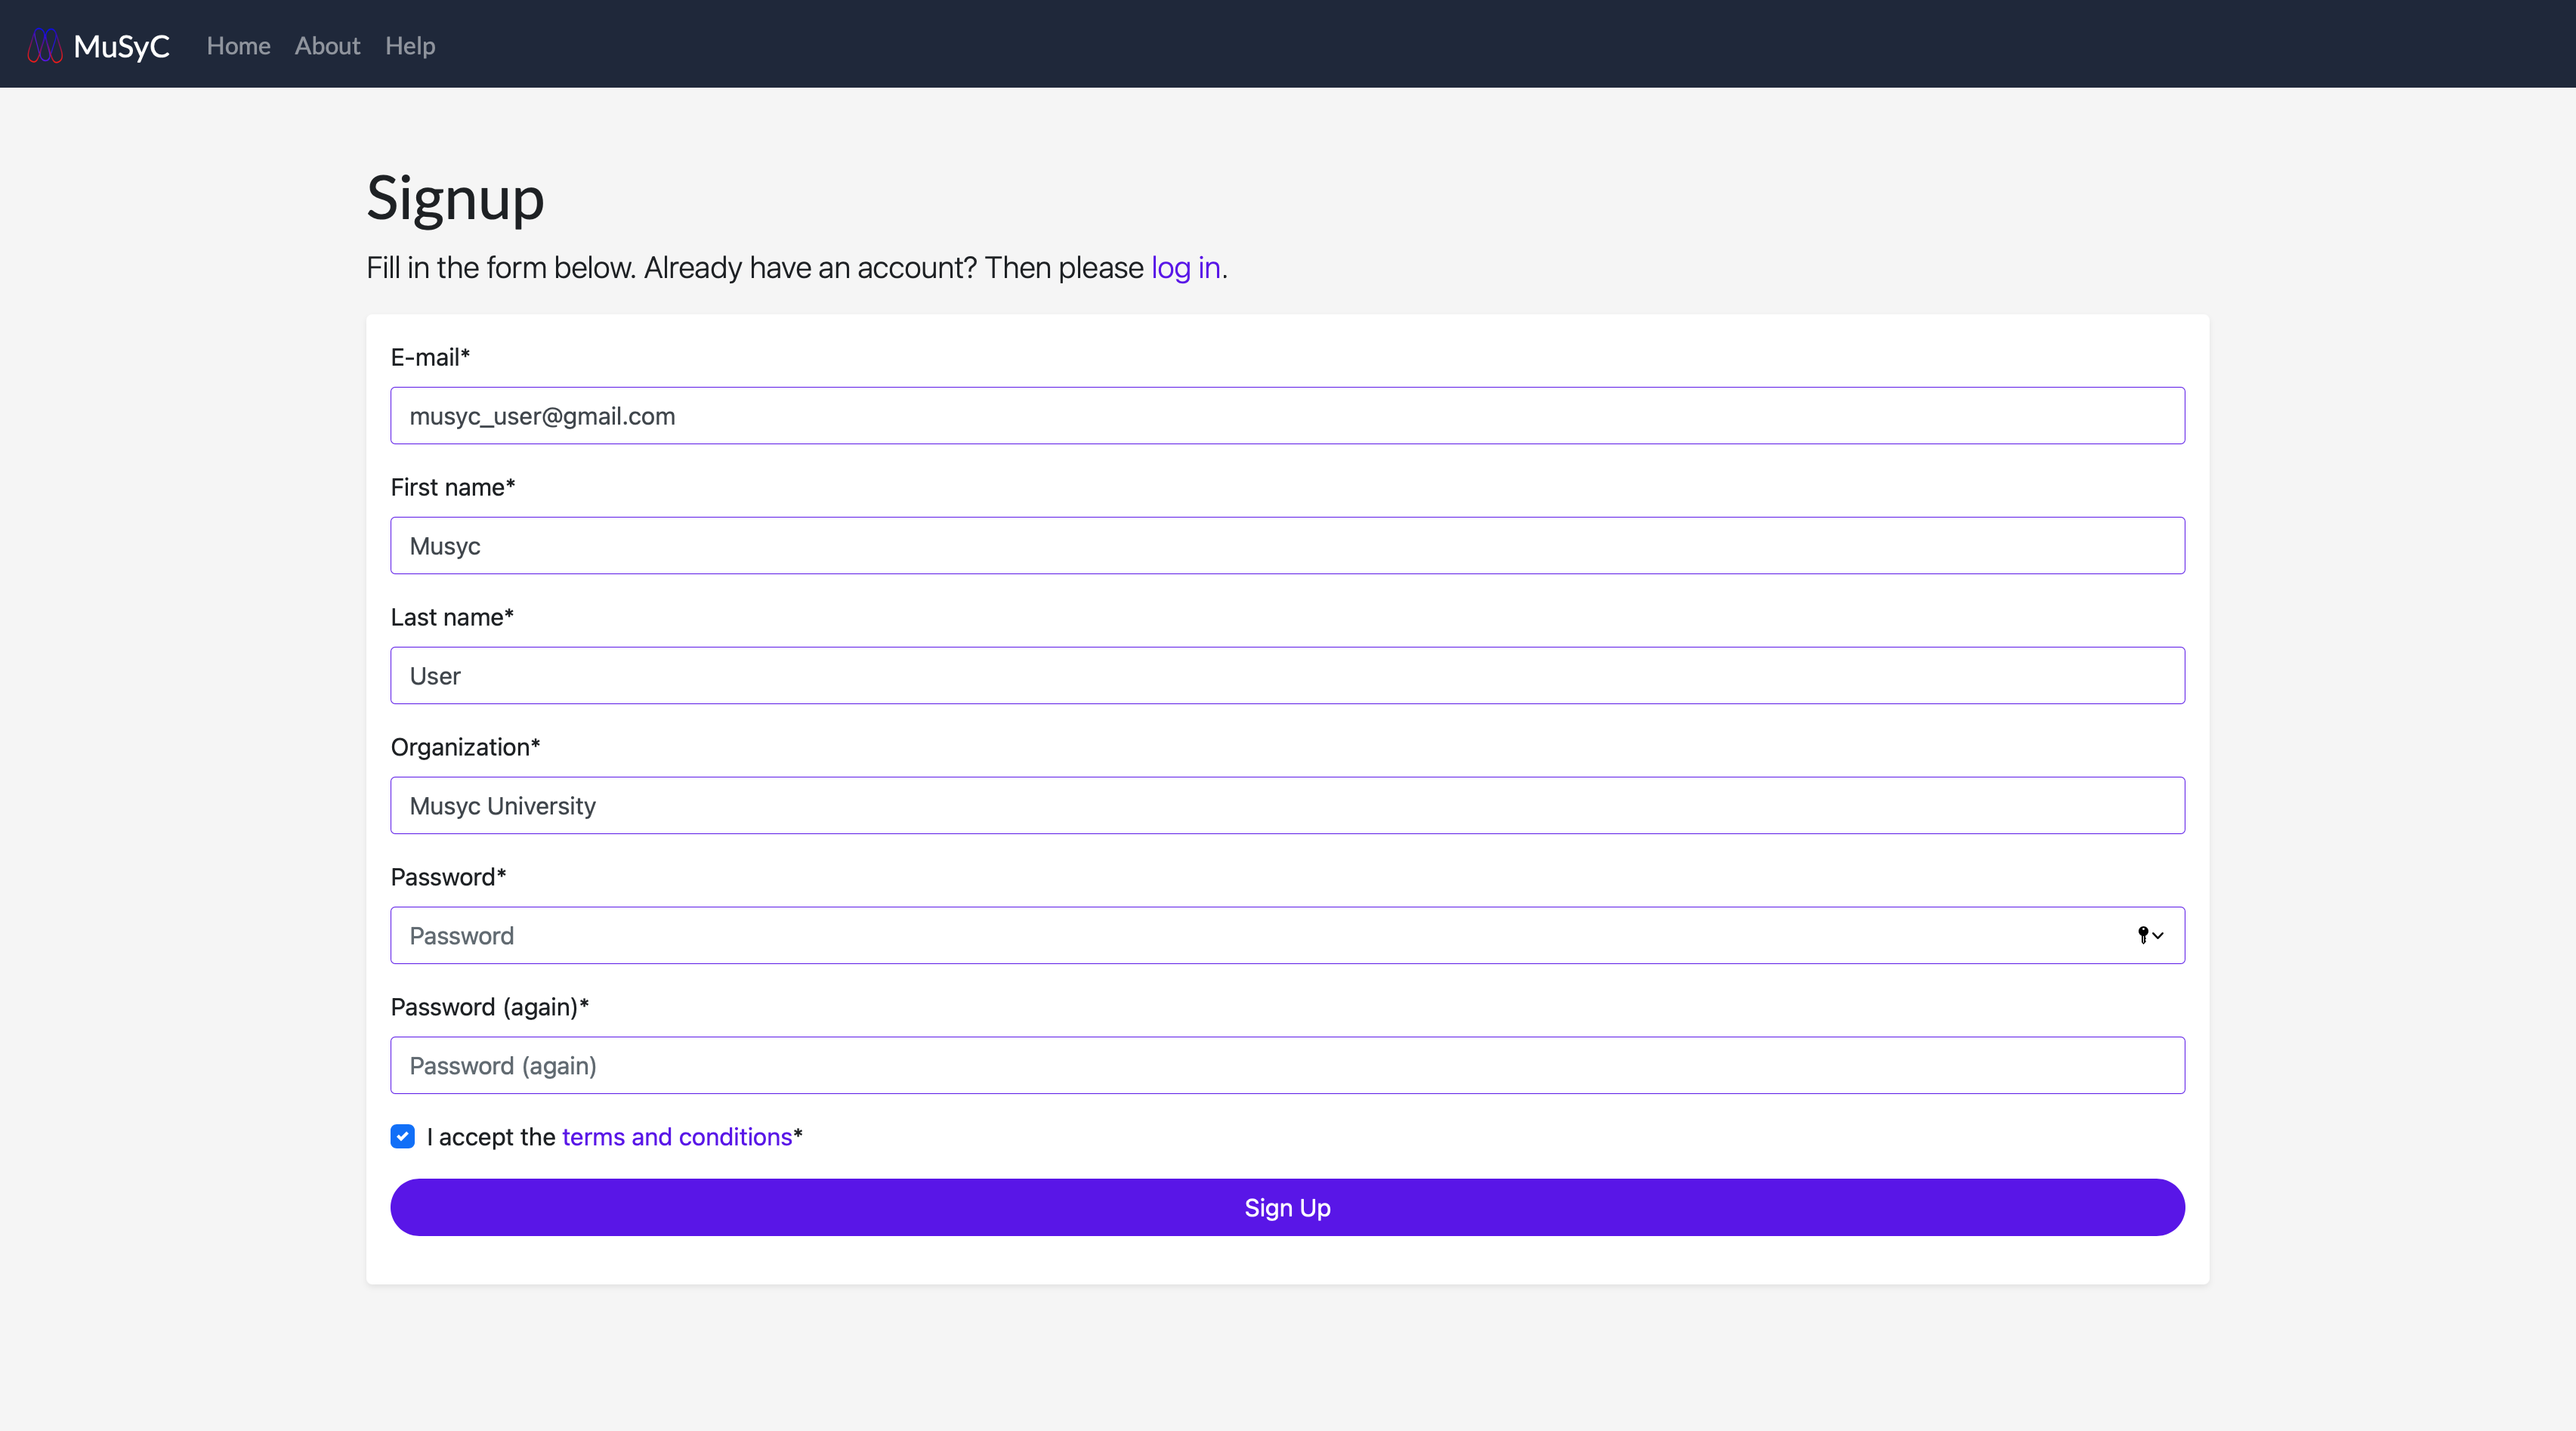 MuSyC Home About Help
Signup
Fill in the form below. Already have an account? Then please log in.
E-mail*
musyc_user@gmail.com
First name*
Musyc
Last name*
User
Organization*
Musyc University
Password*
Password
Password (again)*
Password (again)
I accept the terms and conditions*
Sign Up